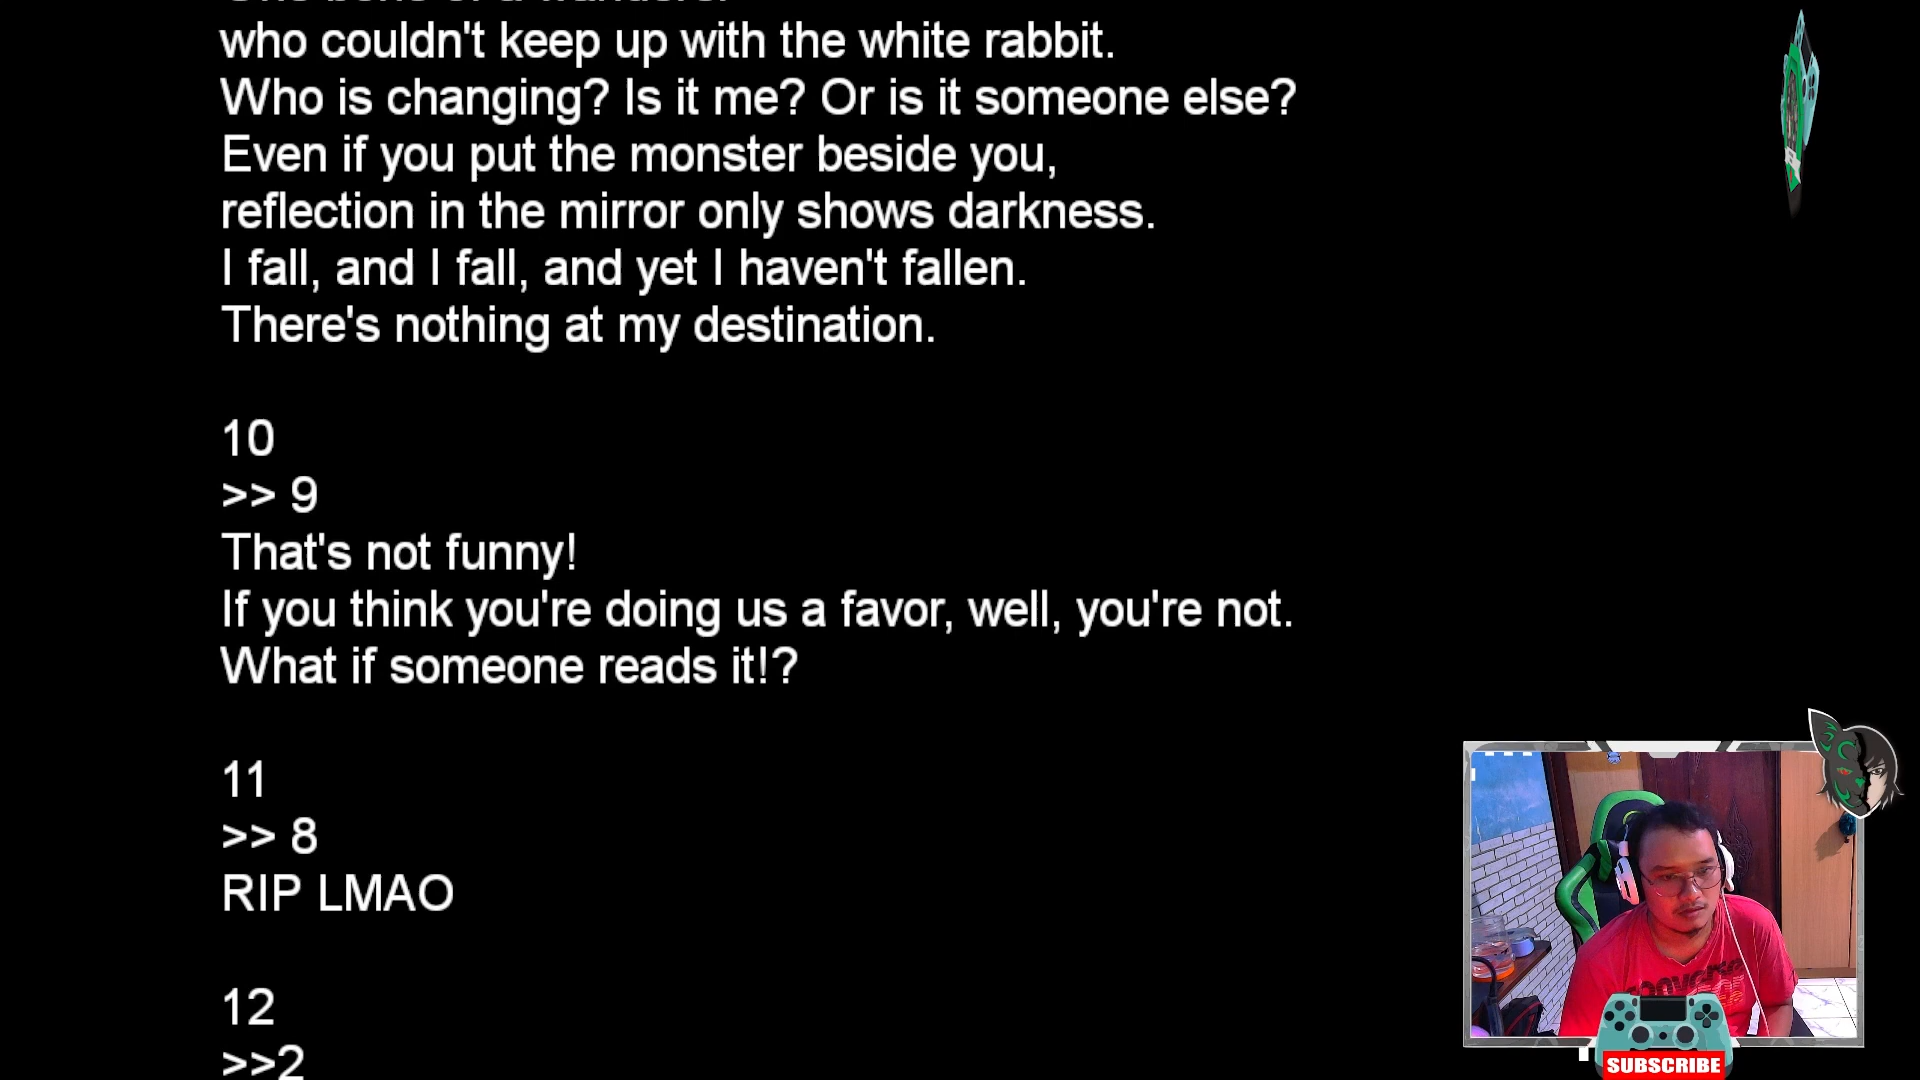 who couldn't keep up with the white rabbit.
Who is changing? Is it me? Or is it someone else?
Even if you put the monster beside you,
reflection in the mirror only shows darkness.
I fall, and I fall, and yet I haven't fallen.
There's nothing at my destination.
10
>> 9
That's not funny!
If you think you're doing us a favor, well, you're not.
What if someone reads it!?
11
>> 8
RIP LMAO
12
>>2
SUBSCRIBE